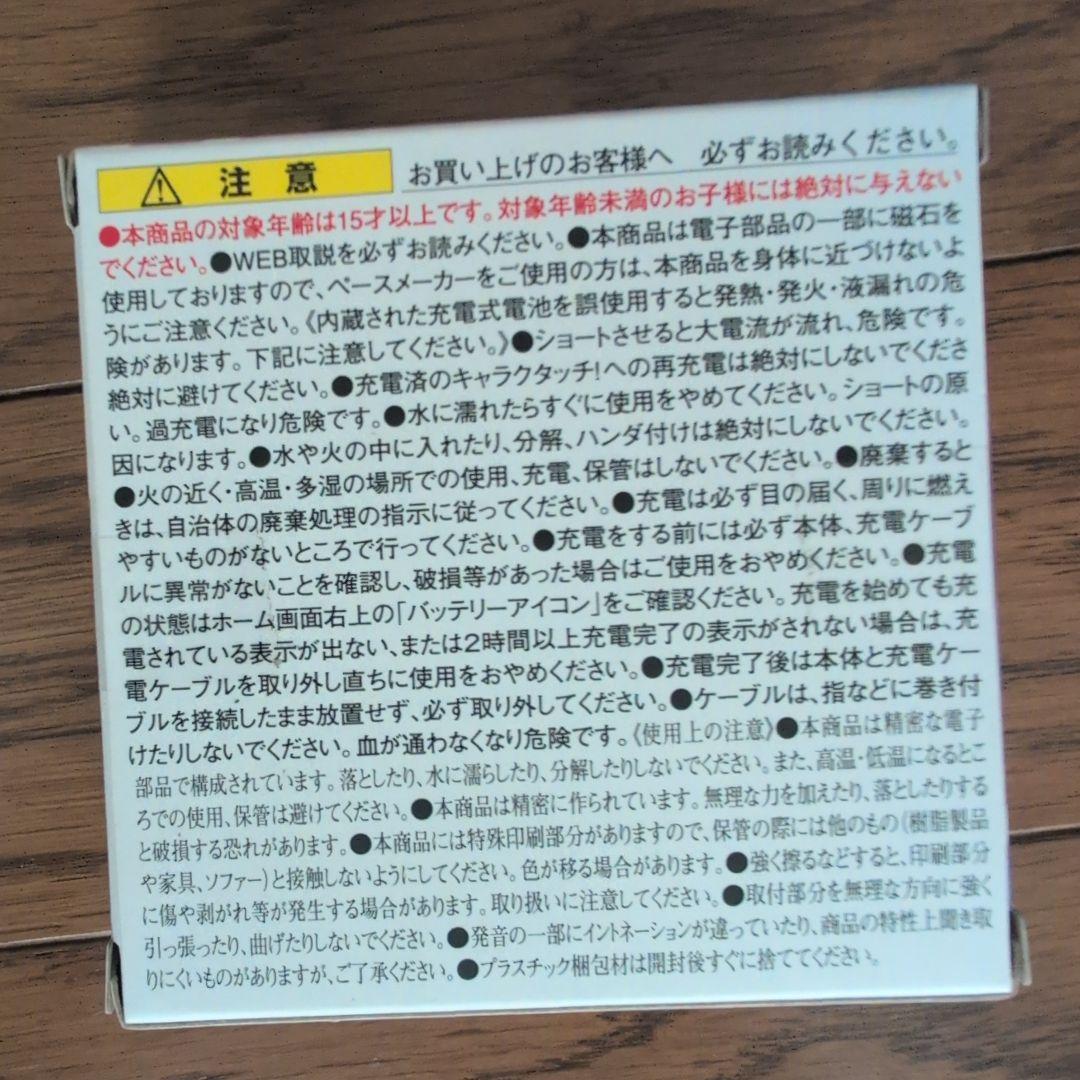 注意 お買い上げのお客様へ 必ずお読みください。
●本商品の対象年齢は15才以上です。対象年齢未満のお子様には絶対に与えない
でください。●WEB取説を必ずお読みください。●本商品は電子部品の一部に磁石を
使用しておりますので、ペースメーカーをご使用の方は、本商品を身体に近づけないよ
うにご注意ください。《内蔵された充電式電池を誤使用すると発熱・発火・液漏れの危
険があります。下記に注意してください。》●ショートさせると大電流が流れ、危険です。
絶対に避けてください。●充電済のキャラクタッチ!への再充電は絶対にしないでくださ
い。過充電になり危険です。●水に濡れたらすぐに使用をやめてください。ショートの原
因になります。●水や火の中に入れたり、分解、ハンダ付けは絶対にしないでください。
●火の近く・高温・多湿の場所での使用、充電、保管はしないでください。●廃棄すると
きは、自治体の廃棄処理の指示に従ってください。●充電は必ず目の届く、周りに燃え
やすいものがないところで行ってください。●充電をする前には必ず本体、充電ケーブ
ルに異常がないことを確認し、破損等があった場合はご使用をおやめください。●充電
の状態はホーム画面右上の「バッテリーアイコン」をご確認ください。充電を始めても充
電されている表示が出ない、または2時間以上充電完了の表示がされない場合は、充
電ケーブルを取り外し直ちに使用をおやめください。●充電完了後は本体と充電ケー
ブルを接続したまま放置せず、必ず取り外してください。●ケーブルは、指などに巻き付
けたりしないでください。血が通わなくなり危険です。《使用上の注意》●本商品は精密な電子
部品で構成されています。落としたり、水に濡らしたり、分解したりしないでください。また、高温・低温になるとこ
ろでの使用、保管は避けてください。●本商品は精密に作られています。無理な力を加えたり、落としたりする
と破損する恐れがあります。●本商品には特殊印刷部分がありますので、保管の際には他のもの（樹脂製品
や家具、ソファー）と接触しないようにしてください。色が移る場合があります。●強く擦るなどすると、印刷部分
に傷や剥がれ等が発生する場合があります。取り扱いに注意してください。●取付部分を無理な方向に強く
引っ張ったり、曲げたりしないでください。●発音の一部にイントネーションが違っていたり、商品の特性上聞き取
りにくいものがありますが、ご了承ください。●プラスチック梱包材は開封後すぐに捨ててください。